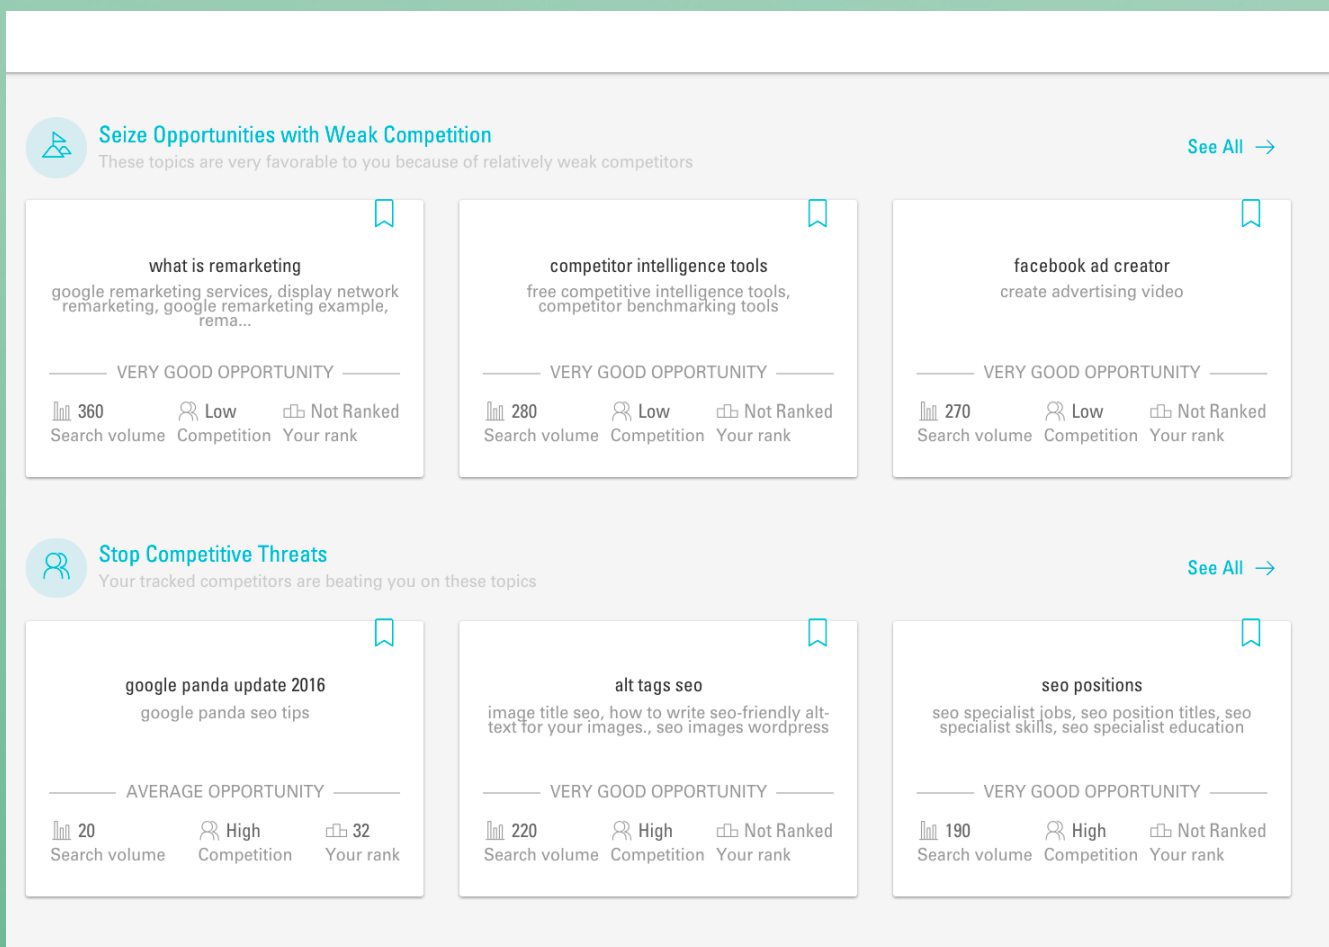 Seize Opportunities with Weak Competition
These topics are very favorable to you because of relatively weak competitors
See All
what is remarketing
google remarketing services, display network
remarketing, google remarketing example,
rema...
VERY GOOD OPPORTUNITY
360 Low Not Ranked
Search volume Competition Your rank
competitor intelligence tools
free competitive intelligence tools,
competitor benchmarking tools
VERY GOOD OPPORTUNITY
280 Low Not Ranked
Search volume Competition Your rank
facebook ad creator
create advertising video
VERY GOOD OPPORTUNITY
270 Low Not Ranked
Search volume Competition Your rank
Stop Competitive Threats
Your tracked competitors are beating you on these topics
See All
google panda update 2016
google panda seo tips
AVERAGE OPPORTUNITY
20 High 32
Search volume Competition Your rank
alt tags seo
image title seo, how to write seo-friendly alt-
text for your images., seo images wordpress
VERY GOOD OPPORTUNITY
220 High Not Ranked
Search volume Competition Your rank
seo positions
seo specialist jobs, seo position titles, seo
specialist skills, seo specialist education
VERY GOOD OPPORTUNITY
190 High Not Ranked
Search volume Competition Your rank